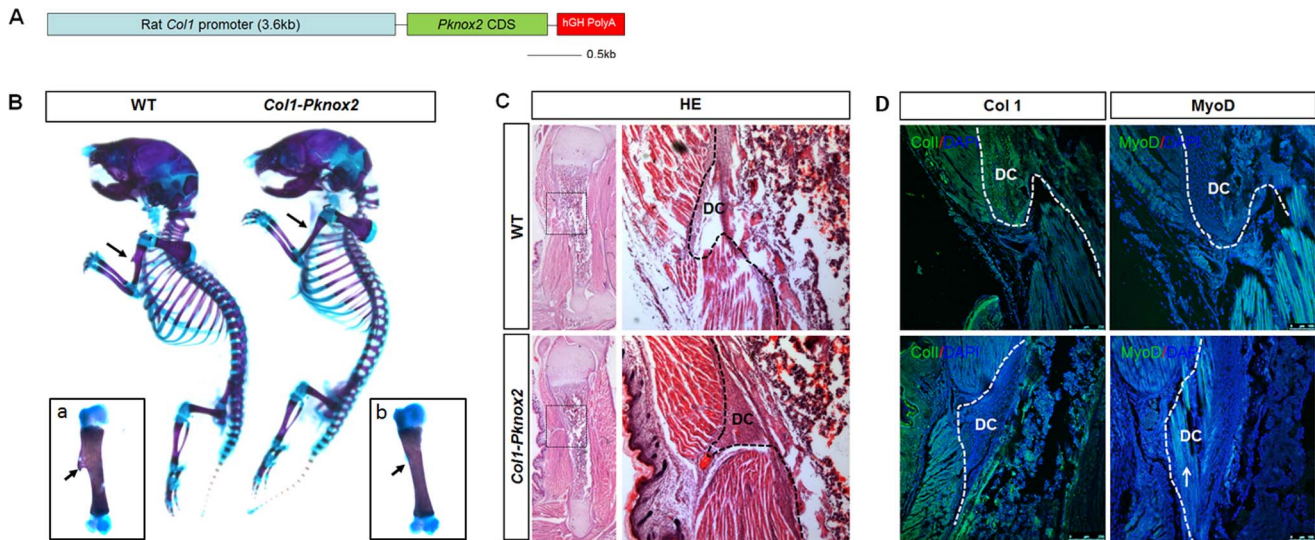 A
Rat Col1 promoter (3.6kb)
Pknox2 CDS
hGH PolyA
0.5kb
B
WT
Col1-Pknox2
a
b
C
HE
WT
DC
Col1-Pknox2
DC
D
Col 1
MyoD
ColI/DAPI
DC
MyoD/DAPI
DC
ColI/DAPI
DC
MyoD/DAPI
DC